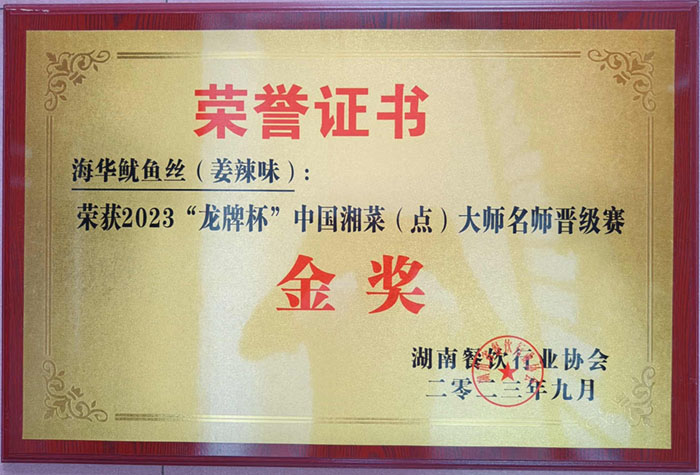 荣誉证书
海华鱿鱼丝（姜辣味）:
荣获2023“龙牌杯”中国湘菜（点）大师名师晋级赛
金奖
湖南餐饮行业协会
二零二三年九月